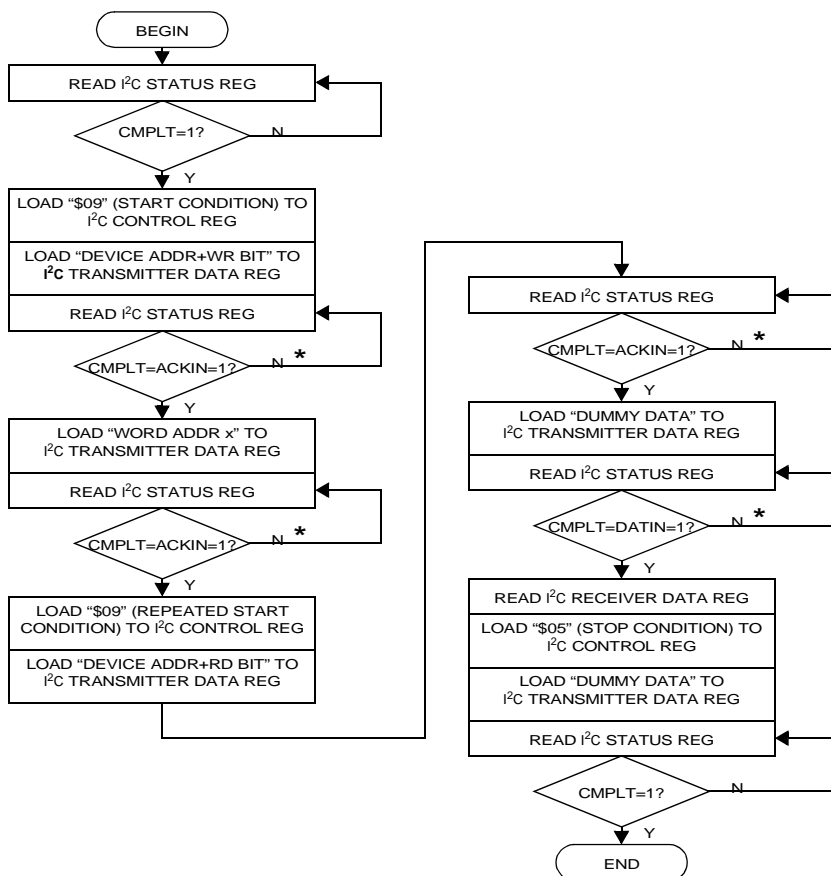 BEGIN
READ I²C STATUS REG
CMPLT=1?
N
Y
LOAD “$09” (START CONDITION) TO
I²C CONTROL REG
LOAD “DEVICE ADDR+WR BIT” TO
I²C TRANSMITTER DATA REG
READ I²C STATUS REG
CMPLT=ACKIN=1?
N *
Y
LOAD “WORD ADDR x” TO
I²C TRANSMITTER DATA REG
READ I²C STATUS REG
CMPLT=ACKIN=1?
N *
Y
LOAD “$09” (REPEATED START
CONDITION) TO I²C CONTROL REG
LOAD “DEVICE ADDR+RD BIT” TO
I²C TRANSMITTER DATA REG
READ I²C STATUS REG
CMPLT=ACKIN=1?
N *
Y
LOAD “DUMMY DATA” TO
I²C TRANSMITTER DATA REG
READ I²C STATUS REG
CMPLT=DATIN=1?
N *
Y
READ I²C RECEIVER DATA REG
LOAD “$05” (STOP CONDITION) TO
I²C CONTROL REG
LOAD “DUMMY DATA” TO
I²C TRANSMITTER DATA REG
READ I²C STATUS REG
CMPLT=1?
N
Y
END